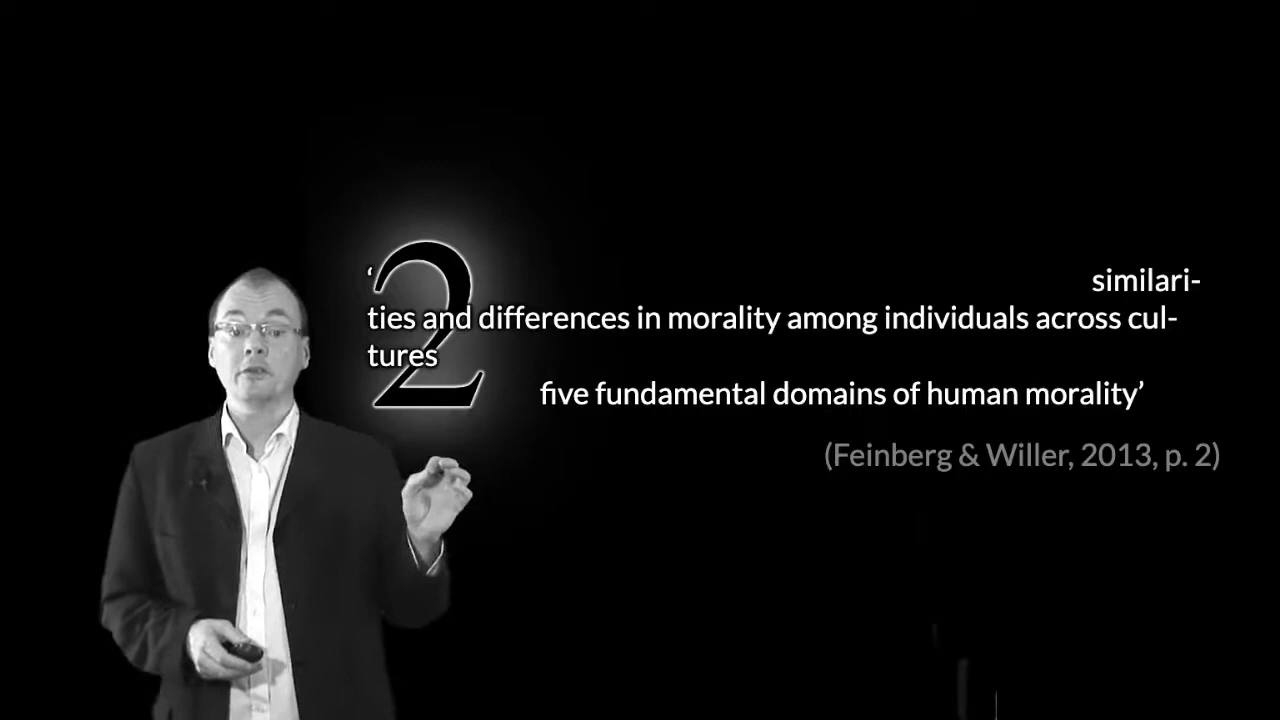 2
‘ similari-
ties and differences in morality among individuals across cul-
tures
five fundamental domains of human morality’
(Feinberg & Willer, 2013, p. 2)